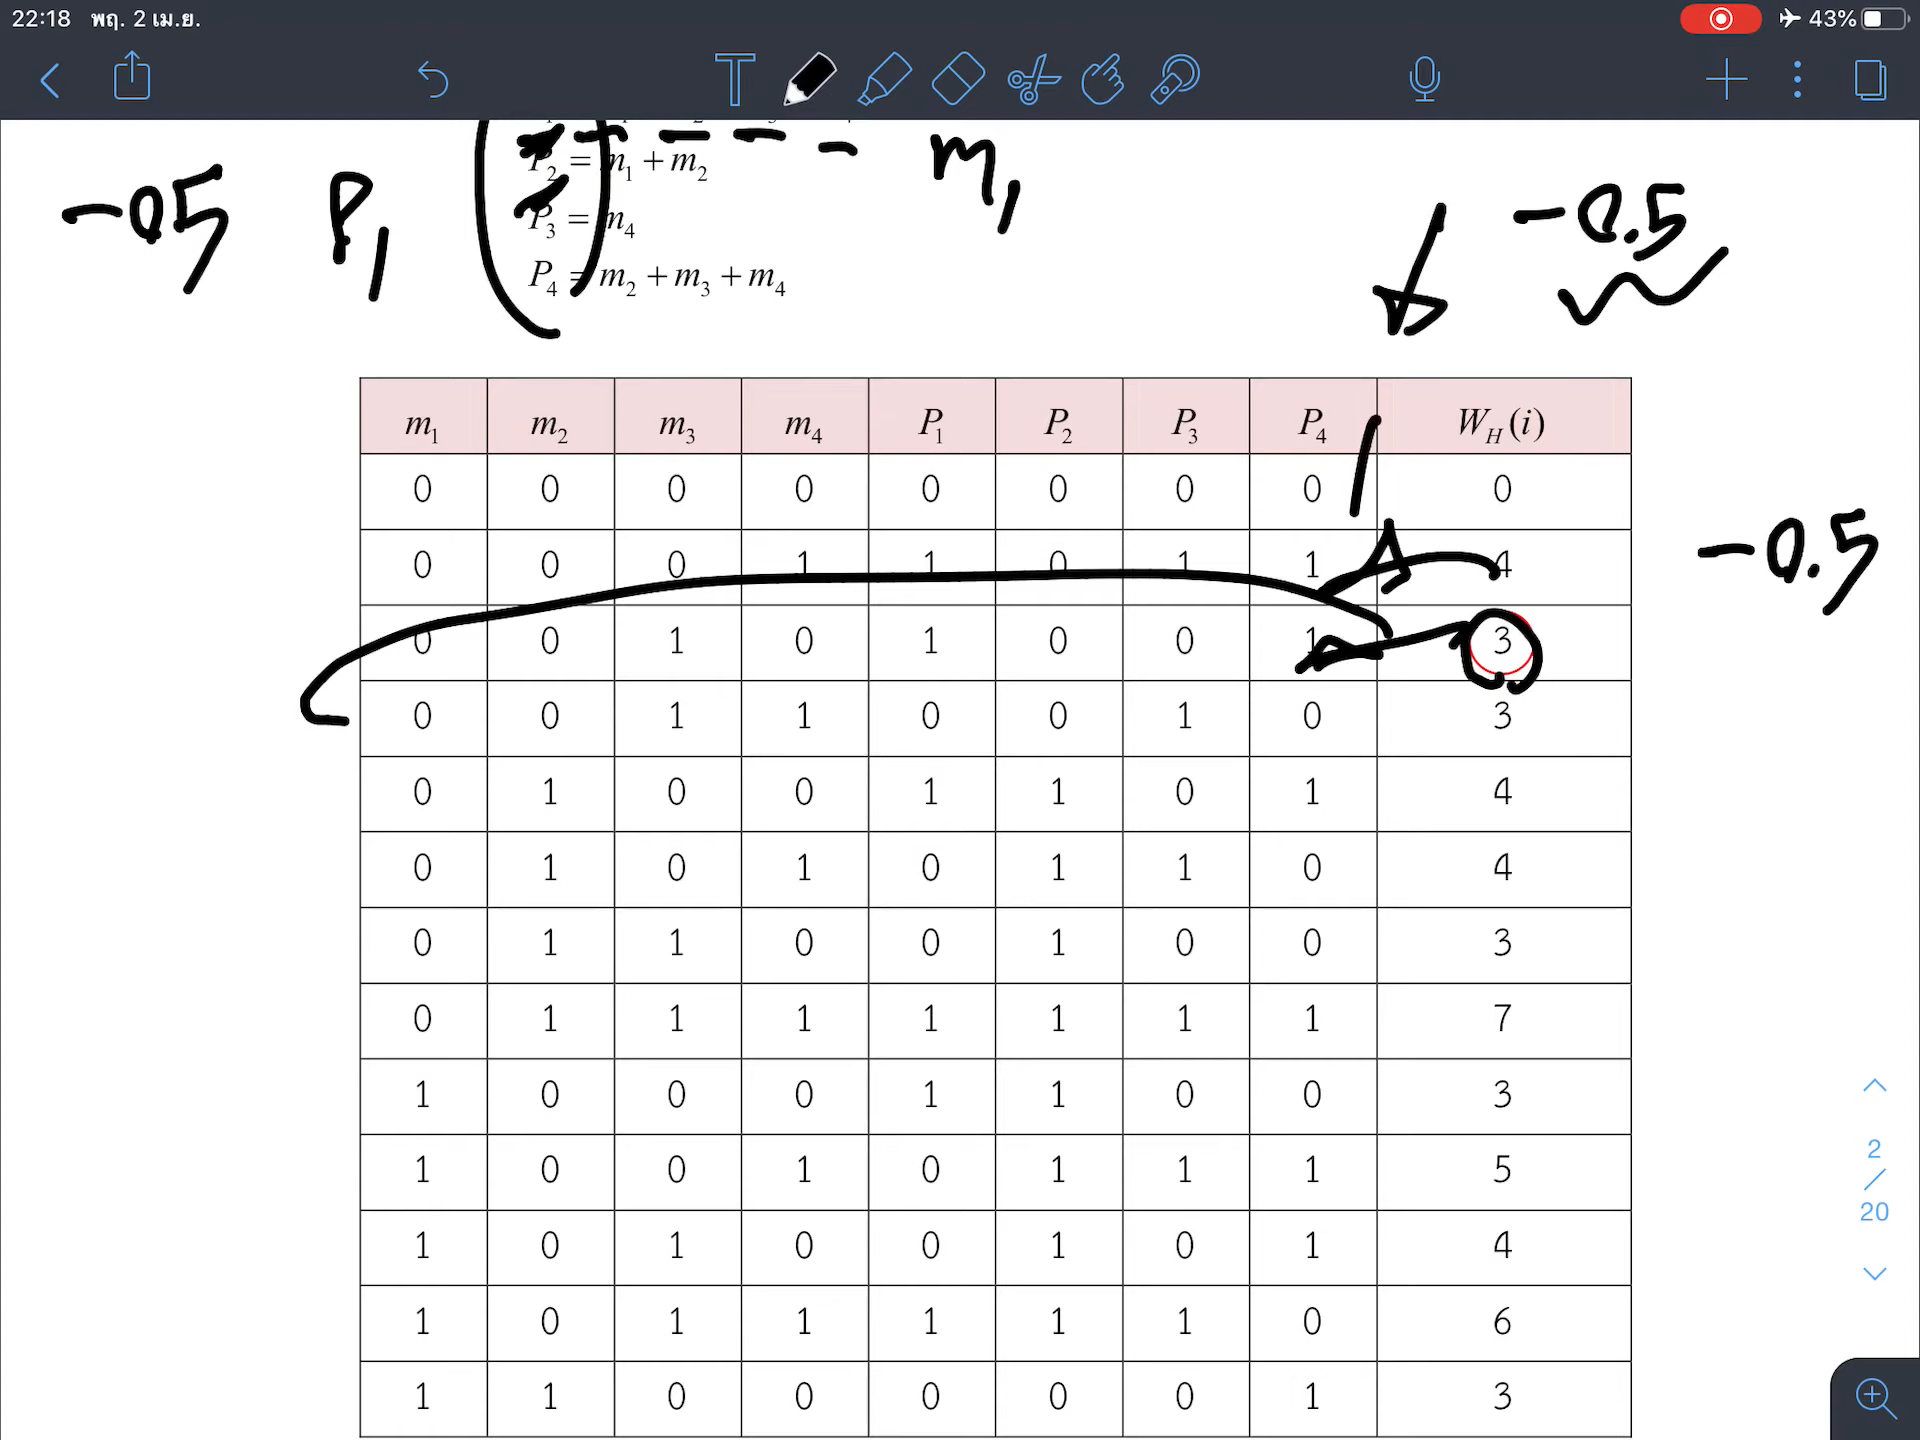 22:18 พฤ. 2 เม.ย. 43%
T
P₂ = m₁ + m₂
m₁
-05 P₁
-0.5
P₃ = m₄
P₄ = m₂ + m₃ + m₄
m₁ m₂ m₃ m₄ P₁ P₂ P₃ P₄ W_H(i)
0 0 0 0 0 0 0 0 0
0 0 0 1 1 0 1 1 4
-0.5
0 0 1 0 1 0 0 1 3
0 0 1 1 0 0 1 0 3
0 1 0 0 1 1 0 1 4
0 1 0 1 0 1 1 0 4
0 1 1 0 0 1 0 0 3
0 1 1 1 1 1 1 1 7
1 0 0 0 1 1 0 0 3
1 0 0 1 0 1 1 1 5
1 0 1 0 0 1 0 1 4
1 0 1 1 1 1 1 0 6
1 1 0 0 0 0 0 1 3
2
/
20